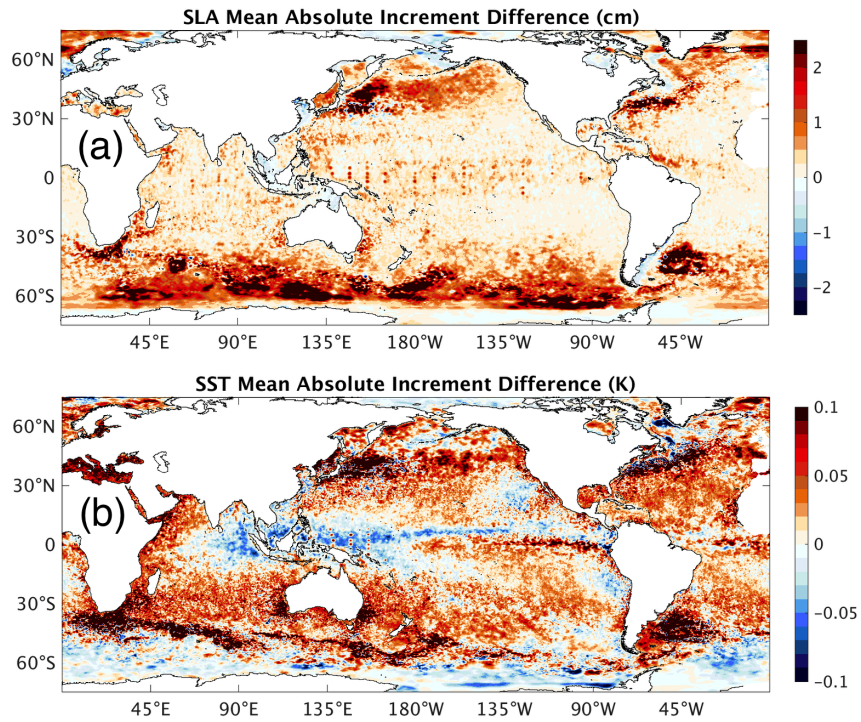 SLA Mean Absolute Increment Difference (cm)
60°N
30°N
0
30°S
60°S
(a)
45°E
90°E
135°E
180°W
135°W
90°W
45°W
2
1
0
-1
-2
SST Mean Absolute Increment Difference (K)
60°N
30°N
0
30°S
60°S
(b)
45°E
90°E
135°E
180°W
135°W
90°W
45°W
0.1
0.05
0
-0.05
-0.1